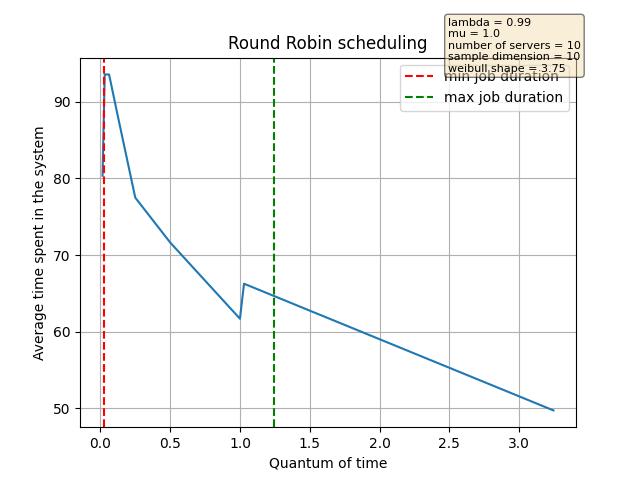 Round Robin scheduling
lambda = 0.99
mu = 1.0
number of servers = 10
sample dimension = 10
weibull shape = 3.75
min job duration
max job duration
Average time spent in the system
90
80
70
60
50
0.0 0.5 1.0 1.5 2.0 2.5 3.0
Quantum of time